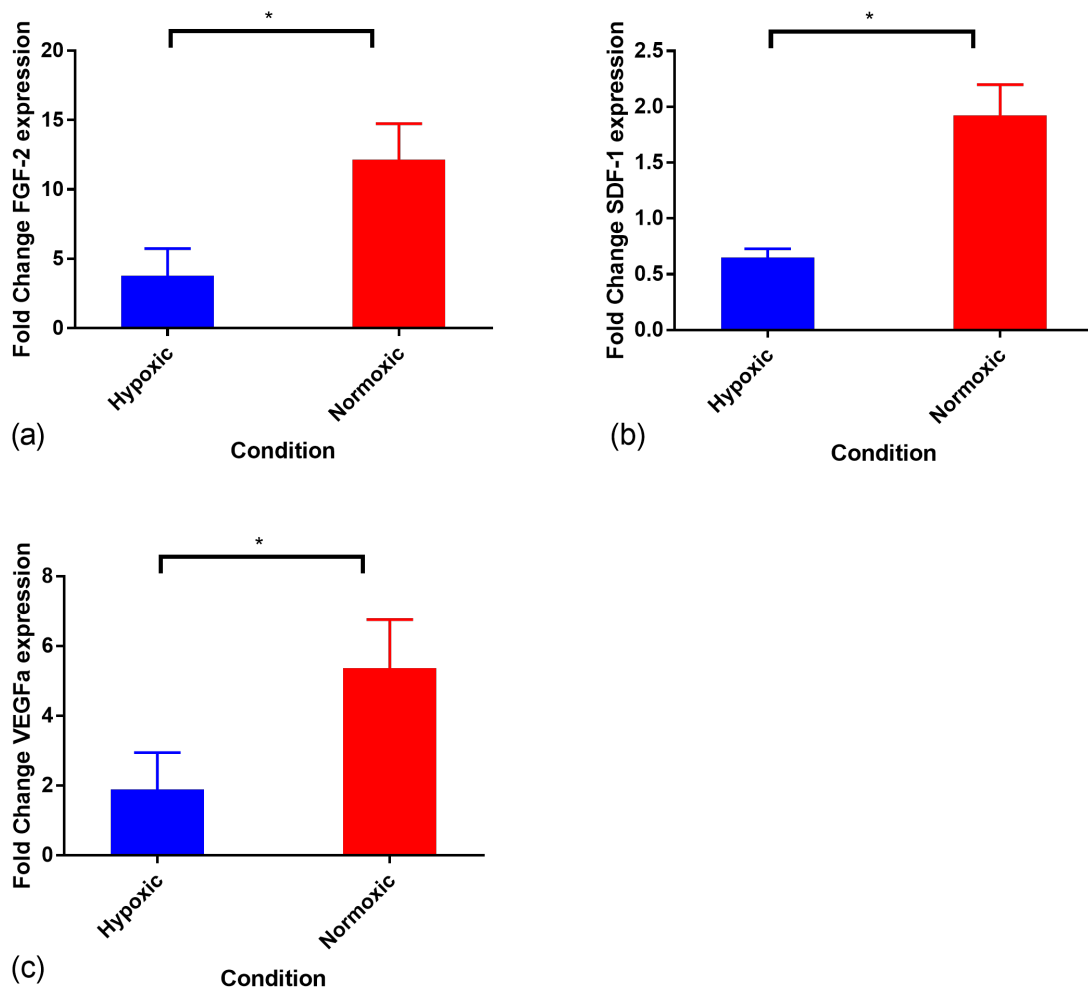 *
Fold Change FGF-2 expression
20
15
10
5
0
Hypoxic
Normoxic
Condition
(a)
*
Fold Change SDF-1 expression
2.5
2.0
1.5
1.0
0.5
0.0
Hypoxic
Normoxic
Condition
(b)
*
Fold Change VEGFa expression
8
6
4
2
0
Hypoxic
Normoxic
Condition
(c)